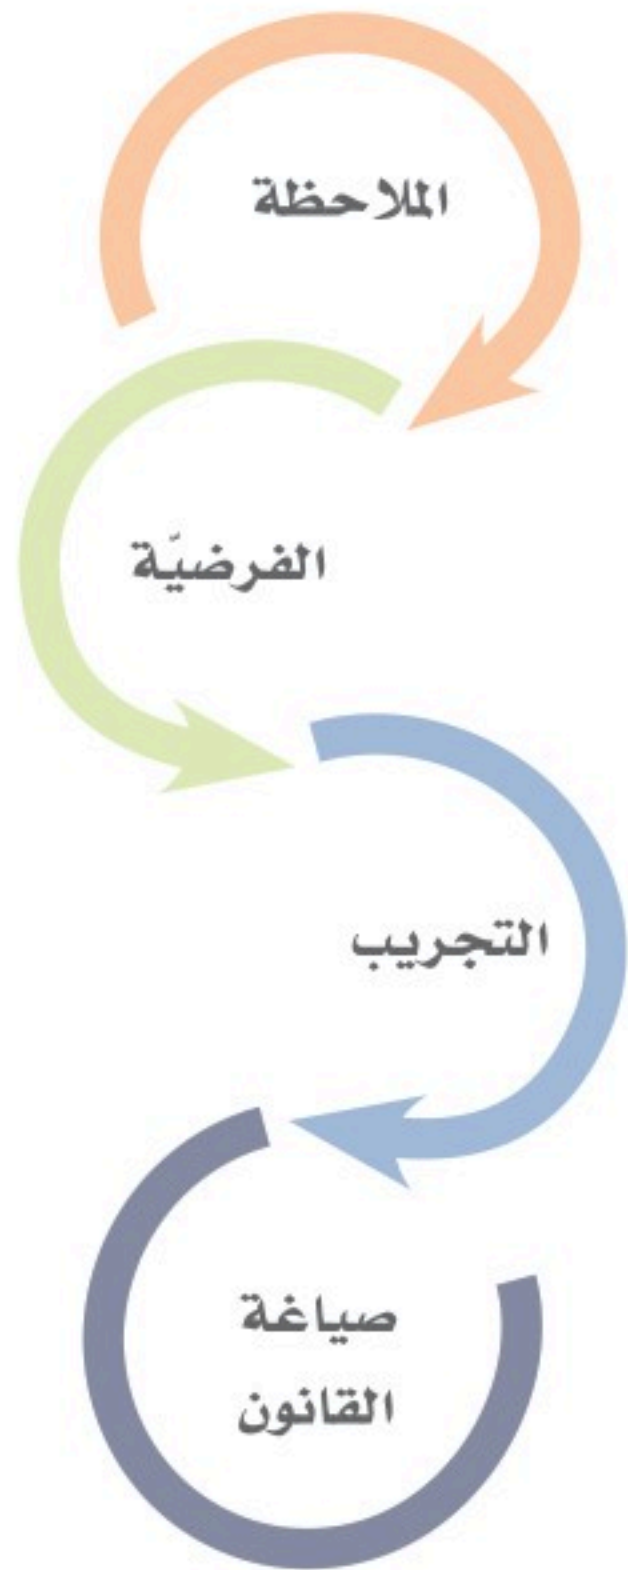 الملاحظة
الفرضيّة
التجريب
صياغة
القانون